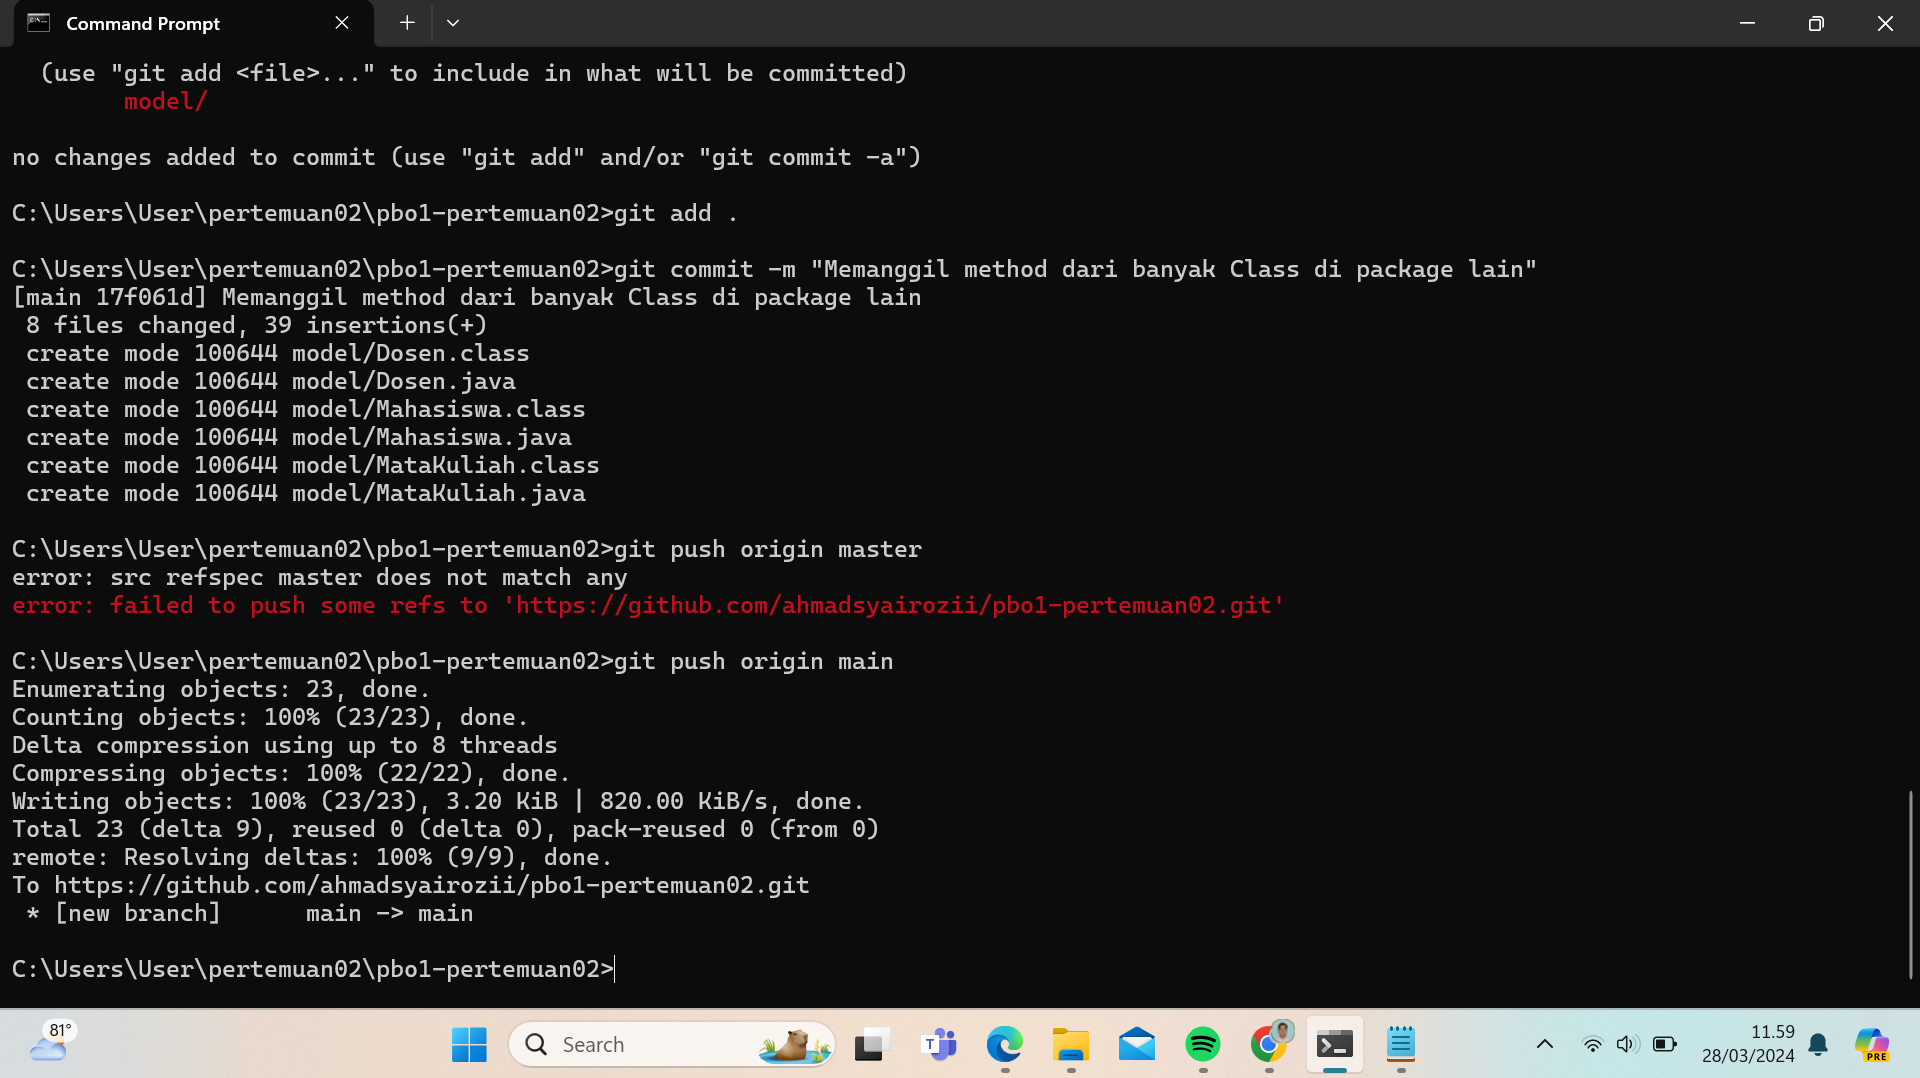 Command Prompt
(use "git add <file>..." to include in what will be committed)
model/
no changes added to commit (use "git add" and/or "git commit -a")
C:\Users\User\pertemuan02\pbo1-pertemuan02>git add .
C:\Users\User\pertemuan02\pbo1-pertemuan02>git commit -m "Memanggil method dari banyak Class di package lain"
[main 17f061d] Memanggil method dari banyak Class di package lain
8 files changed, 39 insertions(+)
create mode 100644 model/Dosen.class
create mode 100644 model/Dosen.java
create mode 100644 model/Mahasiswa.class
create mode 100644 model/Mahasiswa.java
create mode 100644 model/MataKuliah.class
create mode 100644 model/MataKuliah.java
C:\Users\User\pertemuan02\pbo1-pertemuan02>git push origin master
error: src refspec master does not match any
error: failed to push some refs to 'https://github.com/ahmadsyairozii/pbo1-pertemuan02.git'
C:\Users\User\pertemuan02\pbo1-pertemuan02>git push origin main
Enumerating objects: 23, done.
Counting objects: 100% (23/23), done.
Delta compression using up to 8 threads
Compressing objects: 100% (22/22), done.
Writing objects: 100% (23/23), 3.20 KiB | 820.00 KiB/s, done.
Total 23 (delta 9), reused 0 (delta 0), pack-reused 0 (from 0)
remote: Resolving deltas: 100% (9/9), done.
To https://github.com/ahmadsyairozii/pbo1-pertemuan02.git
* [new branch]      main -> main
C:\Users\User\pertemuan02\pbo1-pertemuan02>
81°
Search
T
11.59
28/03/2024
PRE